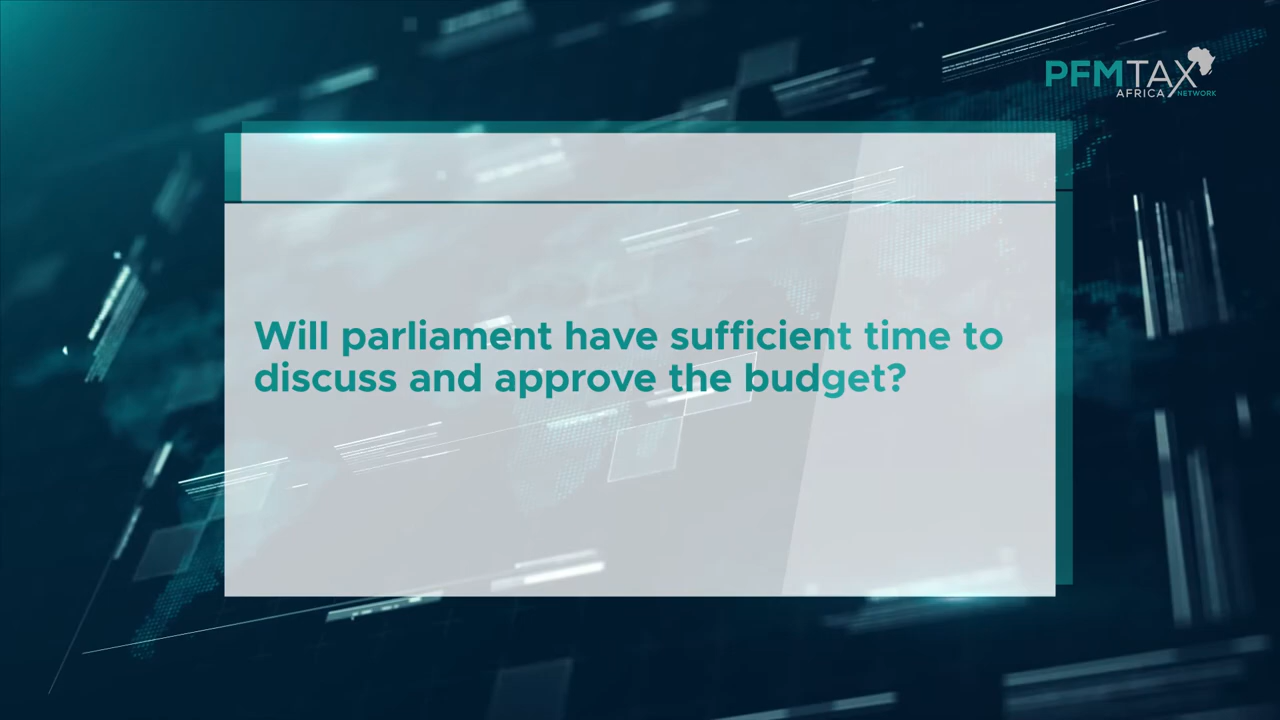 PFMTAX
AFRICA NETWORK
Will parliament have sufficient time to
discuss and approve the budget?